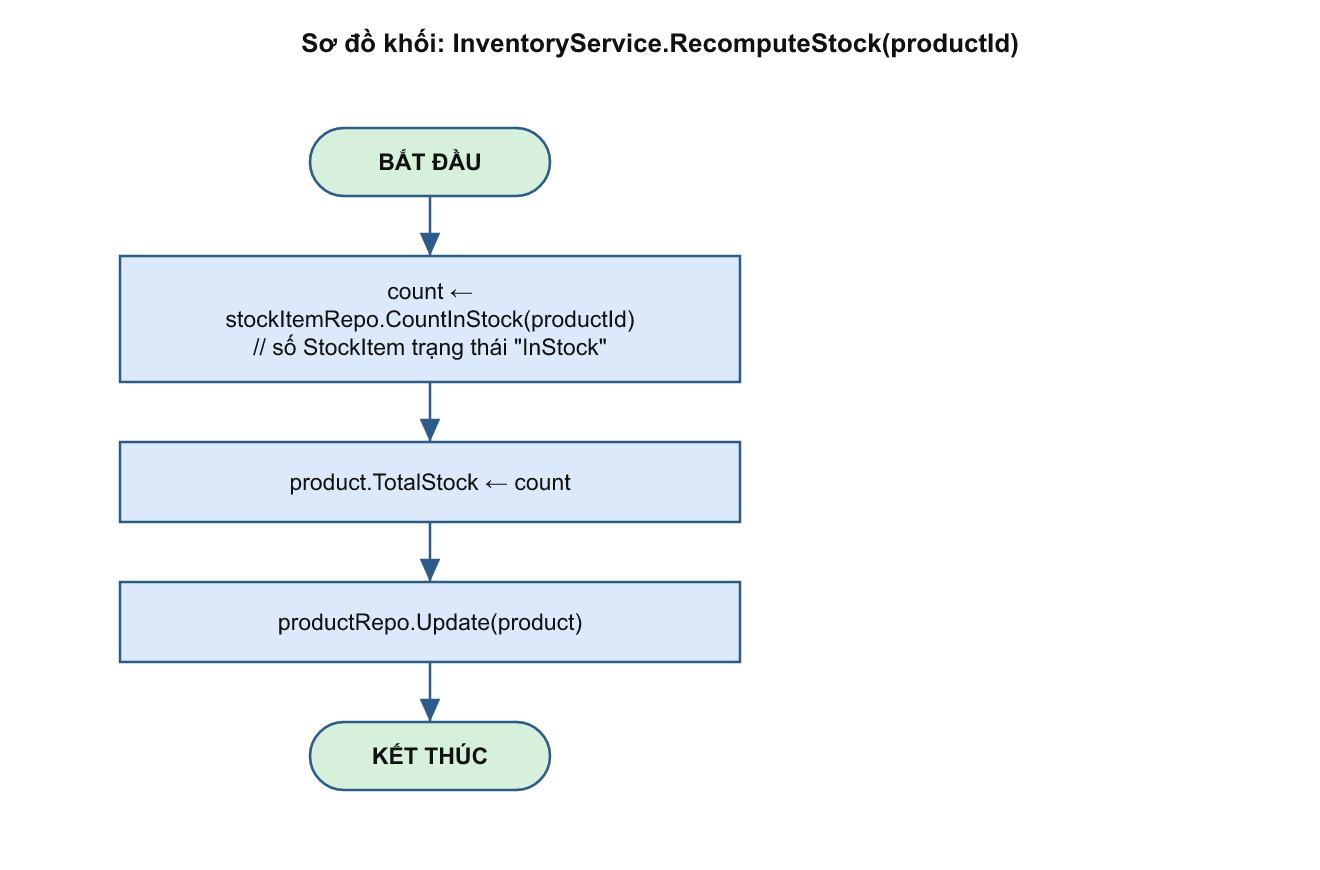 Sơ đồ khối: InventoryService.RecomputeStock(productId)
BẮT ĐẦU
count ←
stockItemRepo.CountInStock(productId)
// số StockItem trạng thái "InStock"
product.TotalStock ← count
productRepo.Update(product)
KẾT THÚC